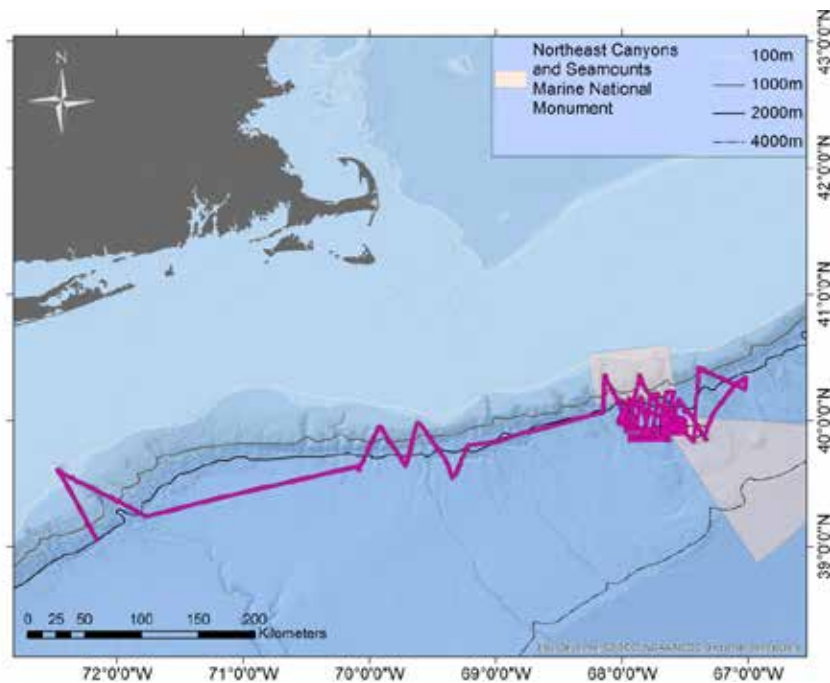 N
Northeast Canyons
and Seamounts
Marine National
Monument
100m
1000m
2000m
4000m
43°0'0"N
42°0'0"N
41°0'0"N
40°0'0"N
39°0'0"N
0 25 50 100 150 200
Kilometers
72°0'0"W 71°0'0"W 70°0'0"W 69°0'0"W 68°0'0"W 67°0'0"W